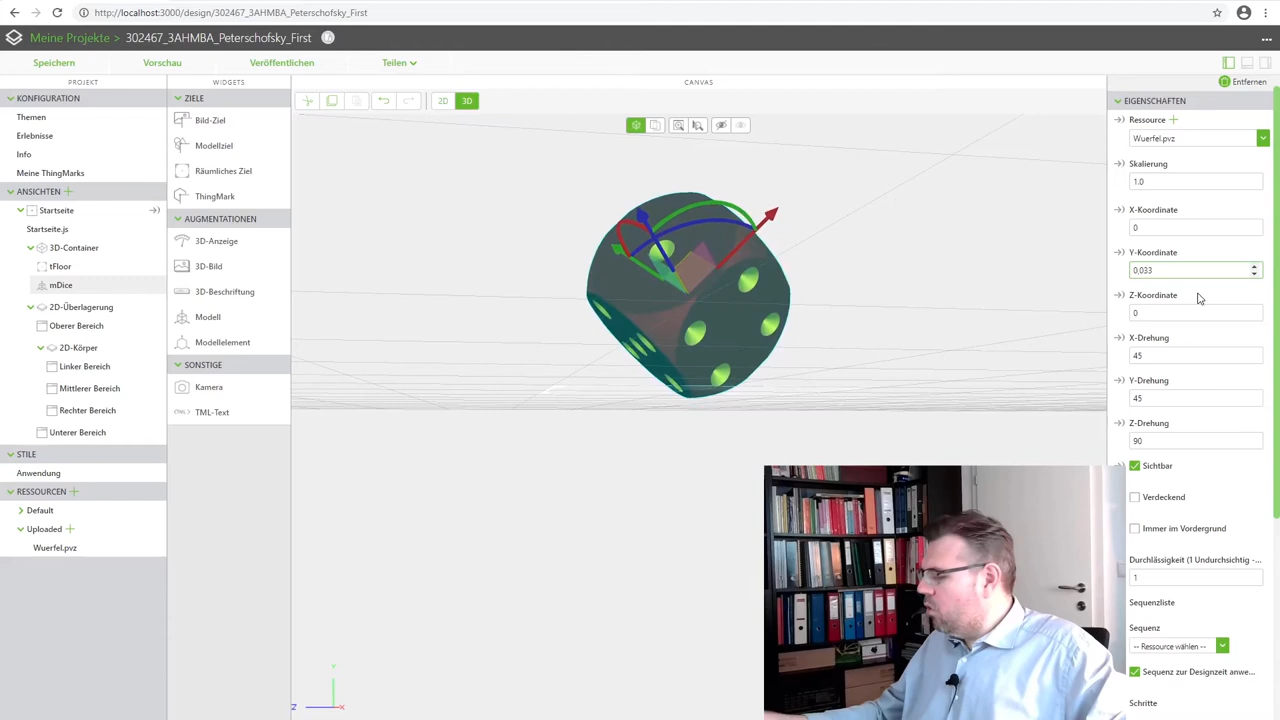 http://localhost:3000/design/302467_3AHMBA_Peterschofsky_First
Meine Projekte > 302467_3AHMBA_Peterschofsky_First
Speichern
Vorschau
Veröffentlichen
Teilen
PROJEKT
WIDGETS
CANVAS
Entfernen
KONFIGURATION
Themen
Erlebnisse
Info
Meine ThingMarks
ANSICHTEN
Startseite
Startseite.js
3D-Container
tFloor
mDice
2D-Überlagerung
Oberer Bereich
2D-Körper
Linker Bereich
Mittlerer Bereich
Rechter Bereich
Unterer Bereich
STILE
Anwendung
RESSOURCEN
Default
Uploaded
Wuerfel.pvz
ZIELE
Bild-Ziel
Modellziel
Räumliches Ziel
ThingMark
AUGMENTATIONEN
3D-Anzeige
3D-Bild
3D-Beschriftung
Modell
Modellelement
SONSTIGE
Kamera
TML-Text
2D
3D
Y
Z
X
EIGENSCHAFTEN
Ressource
Wuerfel.pvz
Skalierung
1.0
X-Koordinate
0
Y-Koordinate
0,033
Z-Koordinate
0
X-Drehung
45
Y-Drehung
45
Z-Drehung
90
Sichtbar
Verdeckend
Immer im Vordergrund
Durchlässigkeit (1 Undurchsichtig -...
1
Sequenzliste
Sequenz
-- Ressource wählen --
Sequenz zur Designzeit anwe...
Schritte